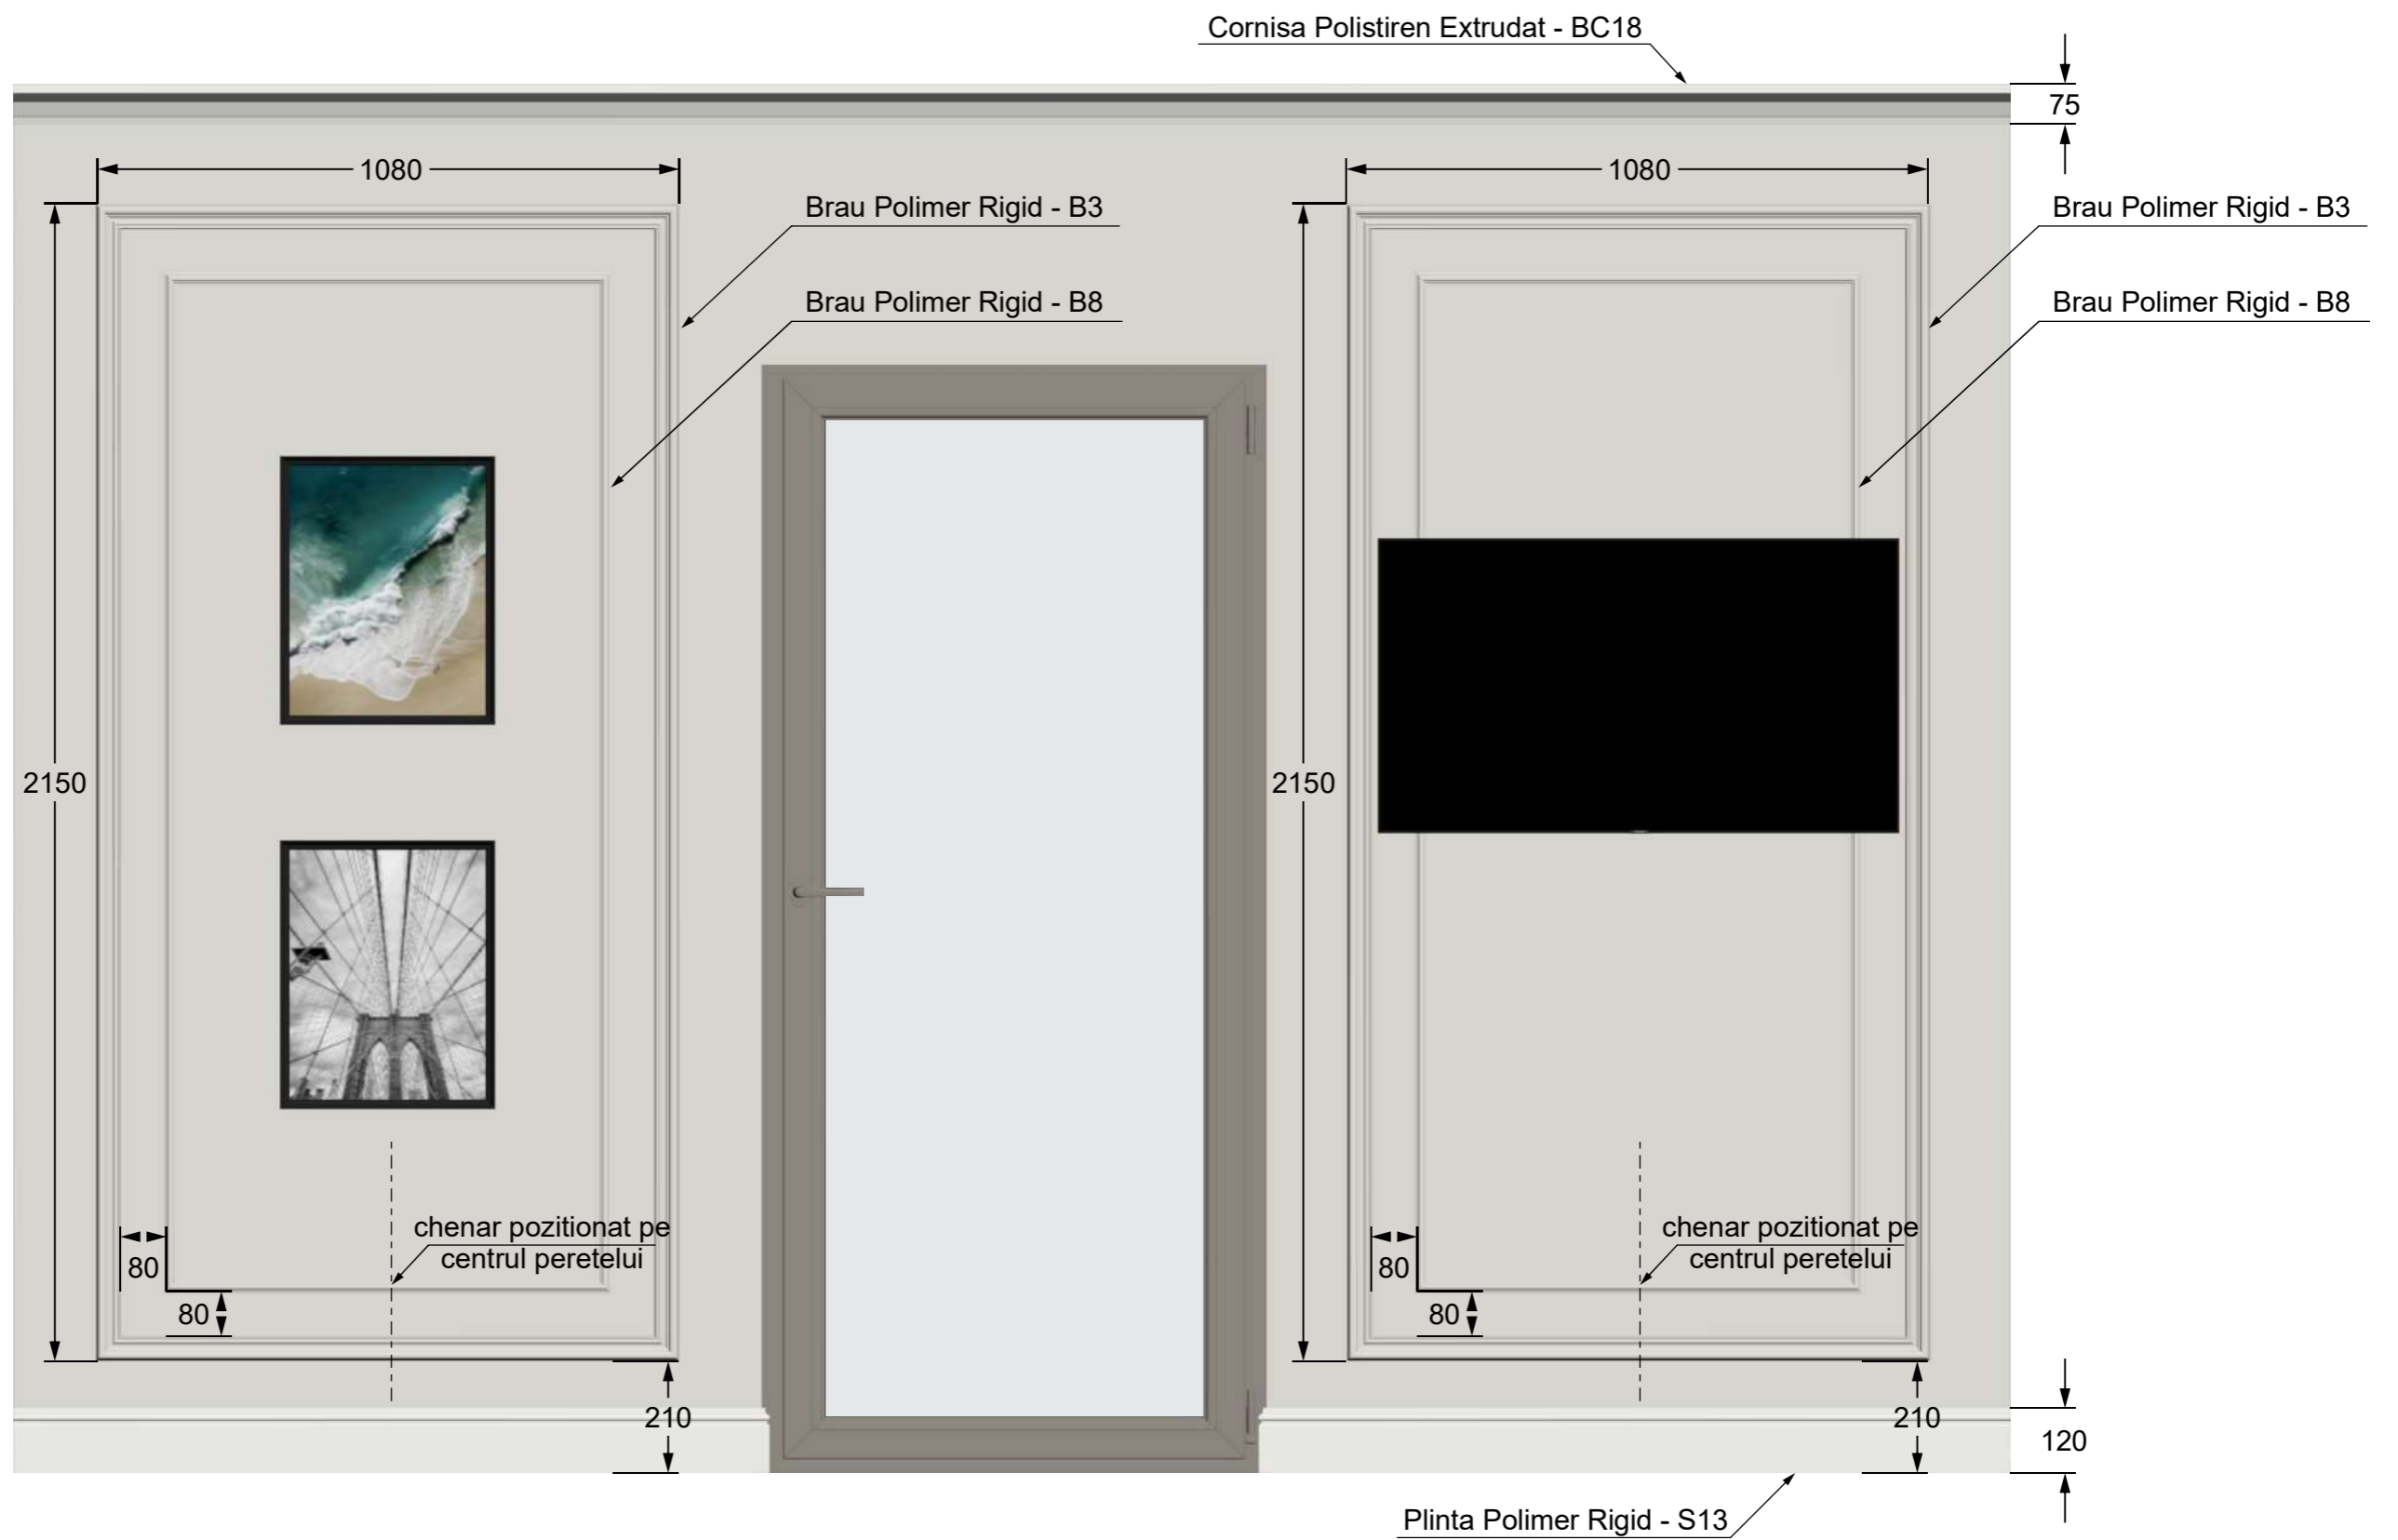 Cornisa Polistiren Extrudat - BC18
75
1080
1080
Brau Polimer Rigid - B3
Brau Polimer Rigid - B3
Brau Polimer Rigid - B8
Brau Polimer Rigid - B8
2150
2150
chenar pozitionat pe
centrul peretelui
chenar pozitionat pe
centrul peretelui
80
80
80
80
210
210
120
Plinta Polimer Rigid - S13